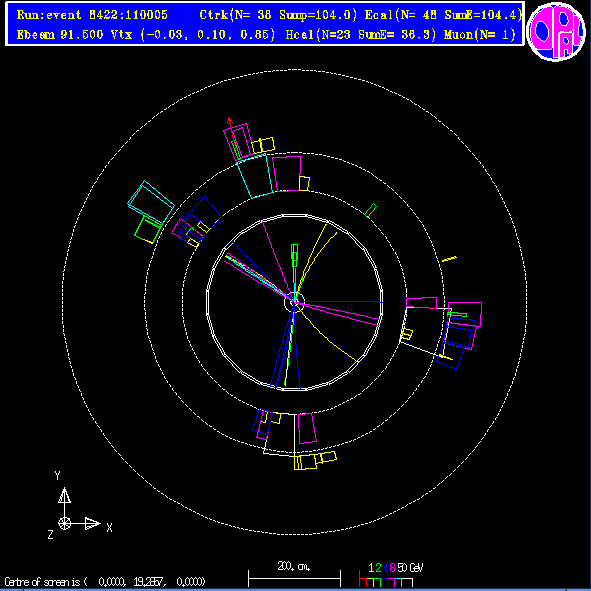 Run:event 8422:110005 Ctrk(N= 38 Sump=104.0) Ecal(N= 48 SumE=104.4)
Ebeam 91.500 Vtx (-0.03, 0.10, 0.85) Hcal(N=23 SumE= 36.3) Muon(N= 1)
OPAL
Y
X
Z
200. cm.
1 2 4 8 50 GeV
Centre of screen is ( 0.0000, 19.2857, 0.0000)